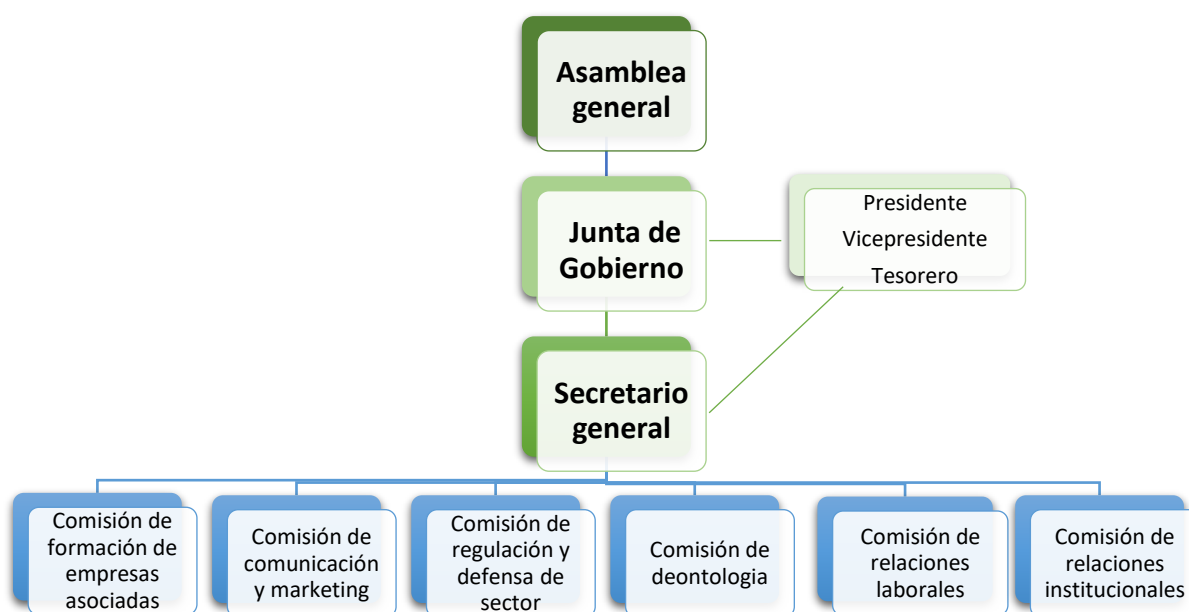 Asamblea
general
Junta de
Gobierno
Presidente
Vicepresidente
Tesorero
Secretario
general
Comisión de
formación de
empresas
asociadas
Comisión de
comunicación
y marketing
Comisión de
regulación y
defensa de
sector
Comisión de
deontologia
Comisión de
relaciones
laborales
Comisión de
relaciones
institucionales